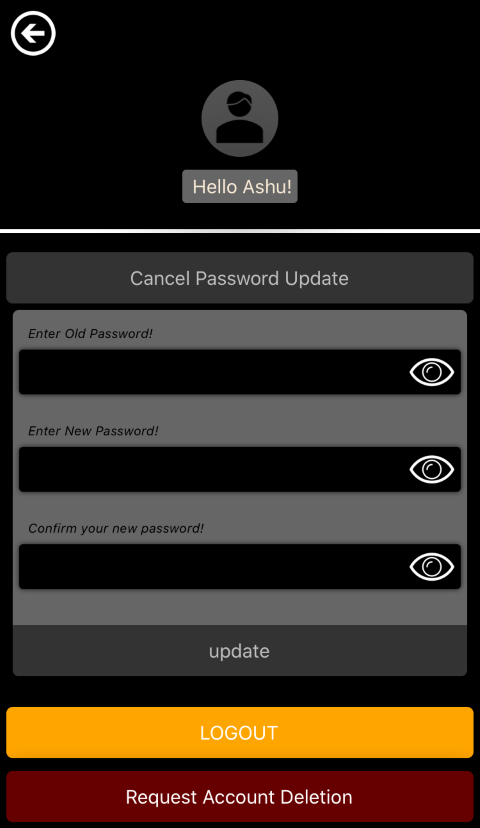 Hello Ashu!
Cancel Password Update
Enter Old Password!
Enter New Password!
Confirm your new password!
update
LOGOUT
Request Account Deletion